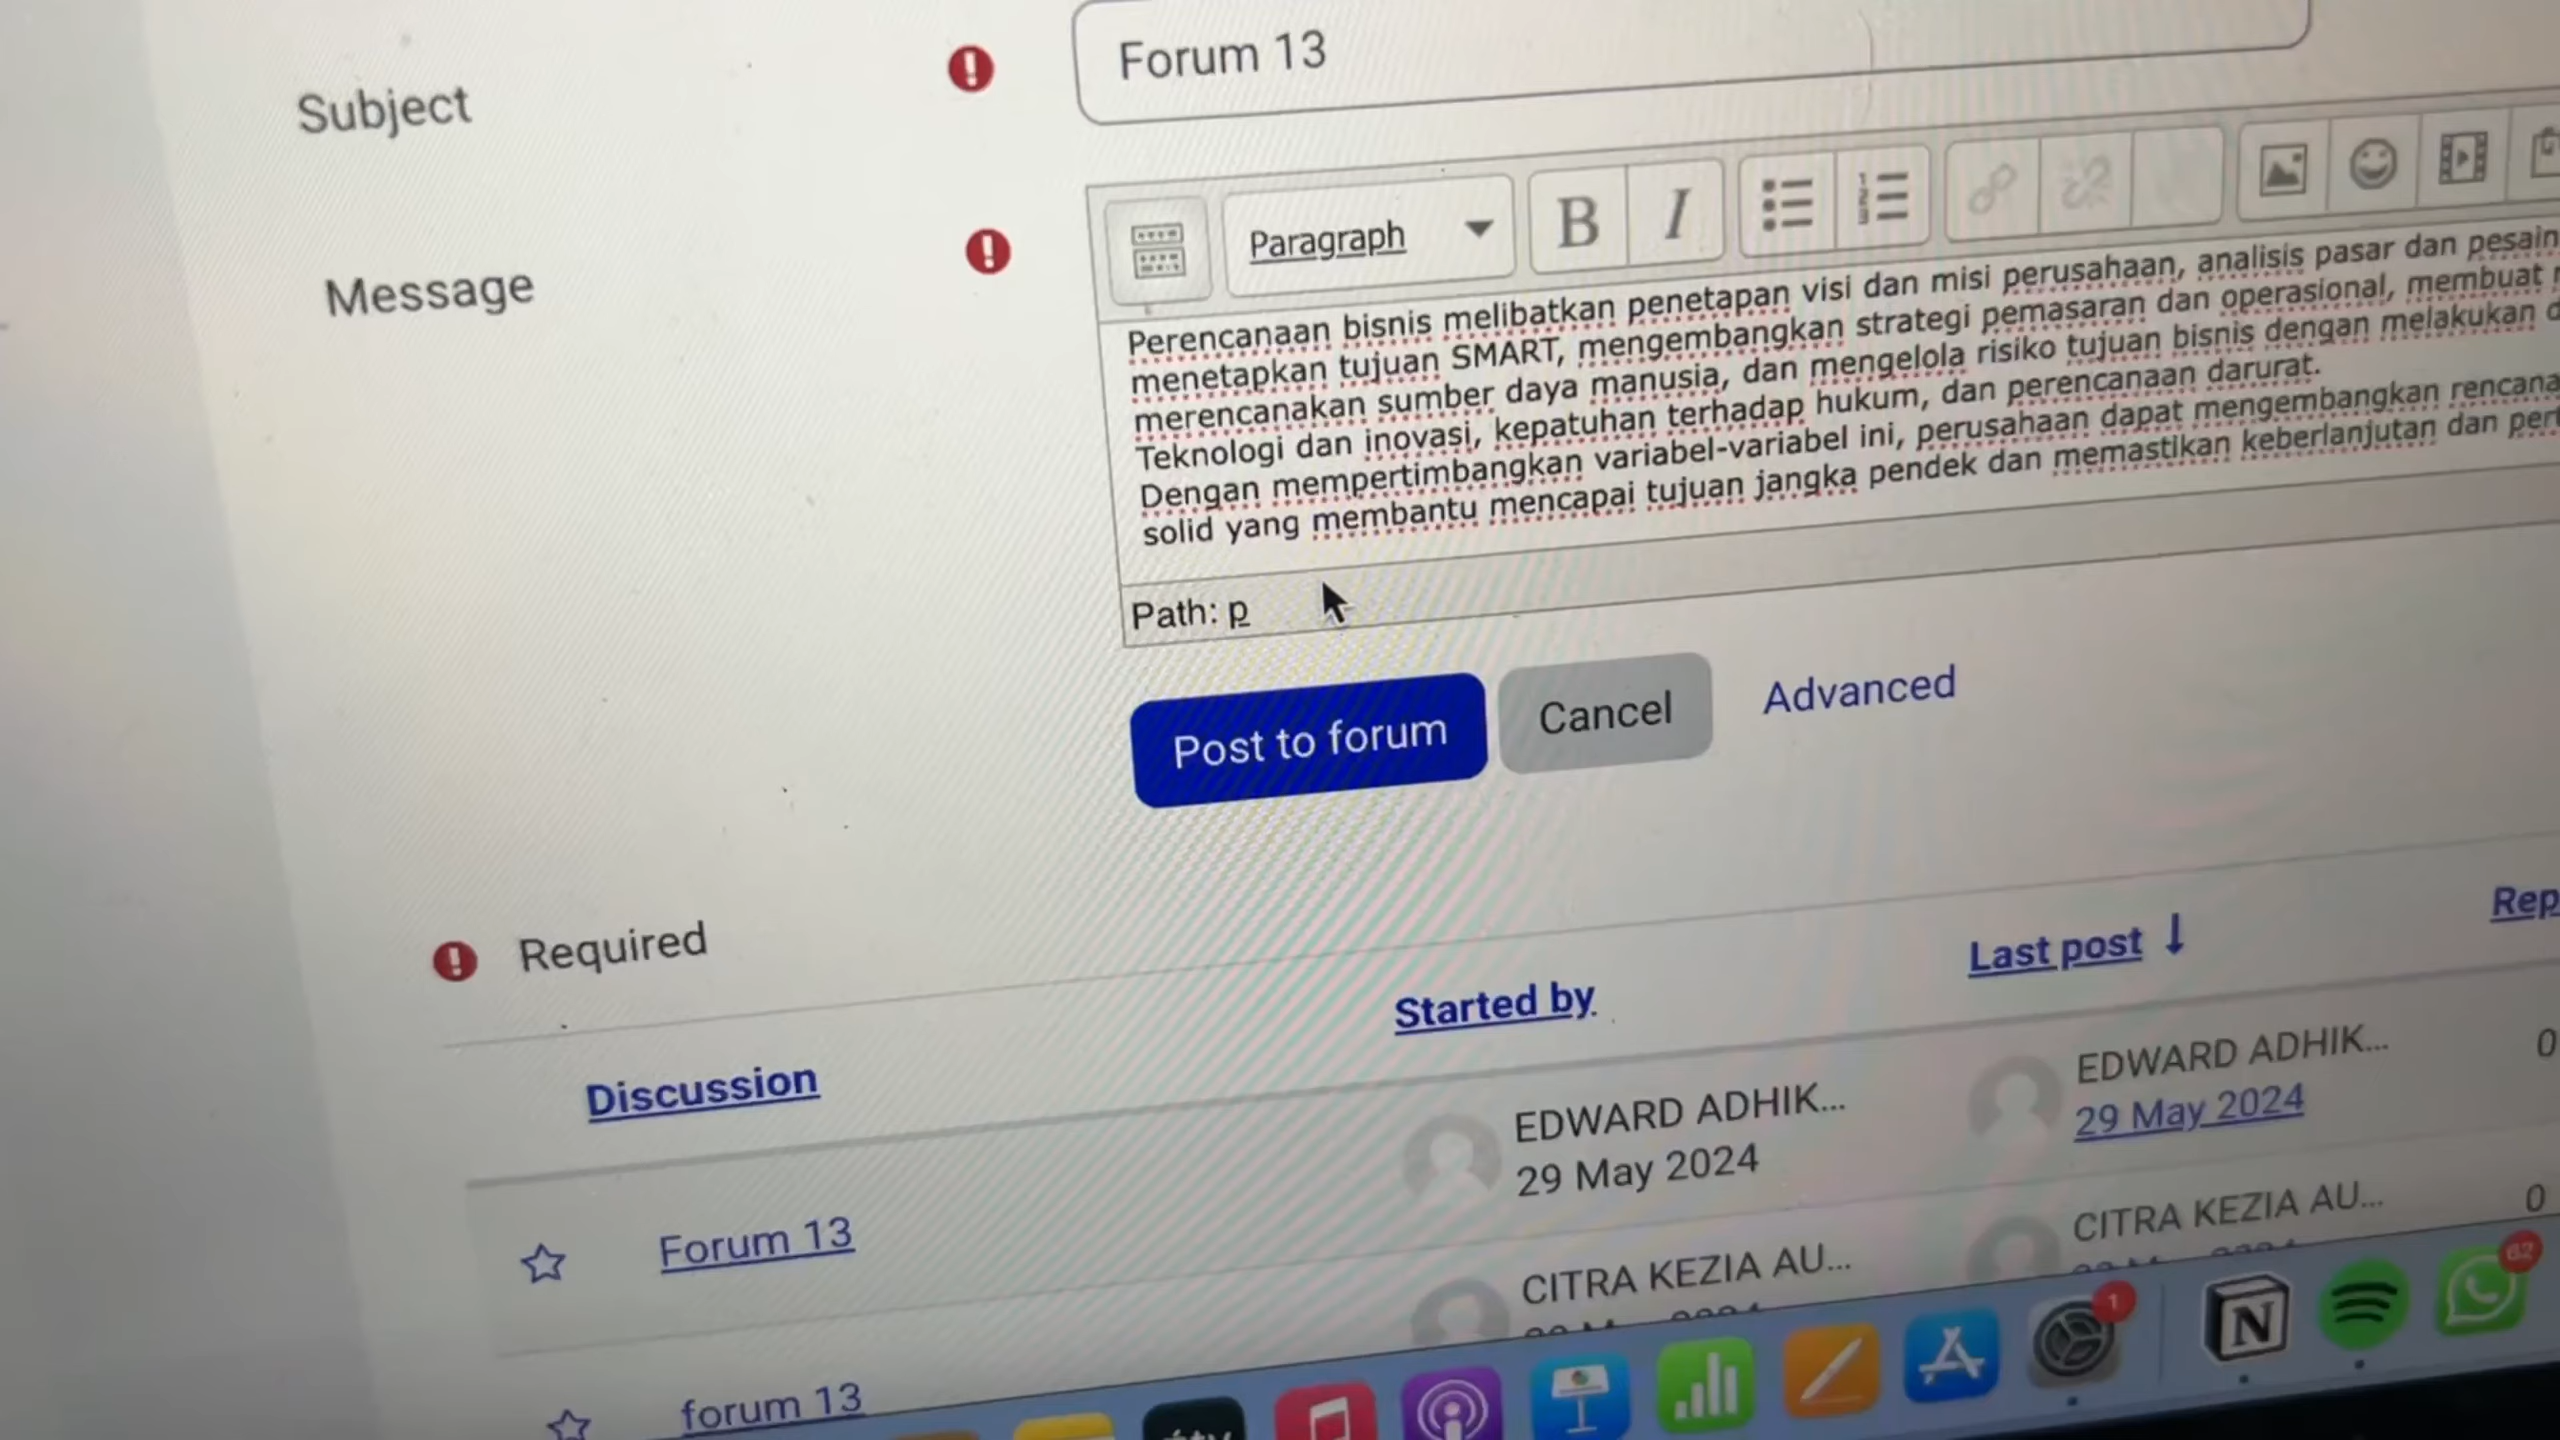 Subject
Forum 13
Message
Paragraph
B I
Perencanaan bisnis melibatkan penetapan visi dan misi perusahaan, analisis pasar dan pesain
menetapkan tujuan SMART, mengembangkan strategi pemasaran dan operasional, membuat
merencanakan sumber daya manusia, dan mengelola risiko tujuan bisnis dengan melakukan d
Teknologi dan inovasi, kepatuhan terhadap hukum, dan perencanaan darurat.
Dengan mempertimbangkan variabel-variabel ini, perusahaan dapat mengembangkan rencana
solid yang membantu mencapai tujuan jangka pendek dan memastikan keberlanjutan dan pert
Path: p
Post to forum
Cancel
Advanced
Required
Discussion
Started by
Last post
Rep
Forum 13
EDWARD ADHIK...
29 May 2024
EDWARD ADHIK...
29 May 2024
0
forum 13
CITRA KEZIA AU...
CITRA KEZIA AU...
0
1
N
62